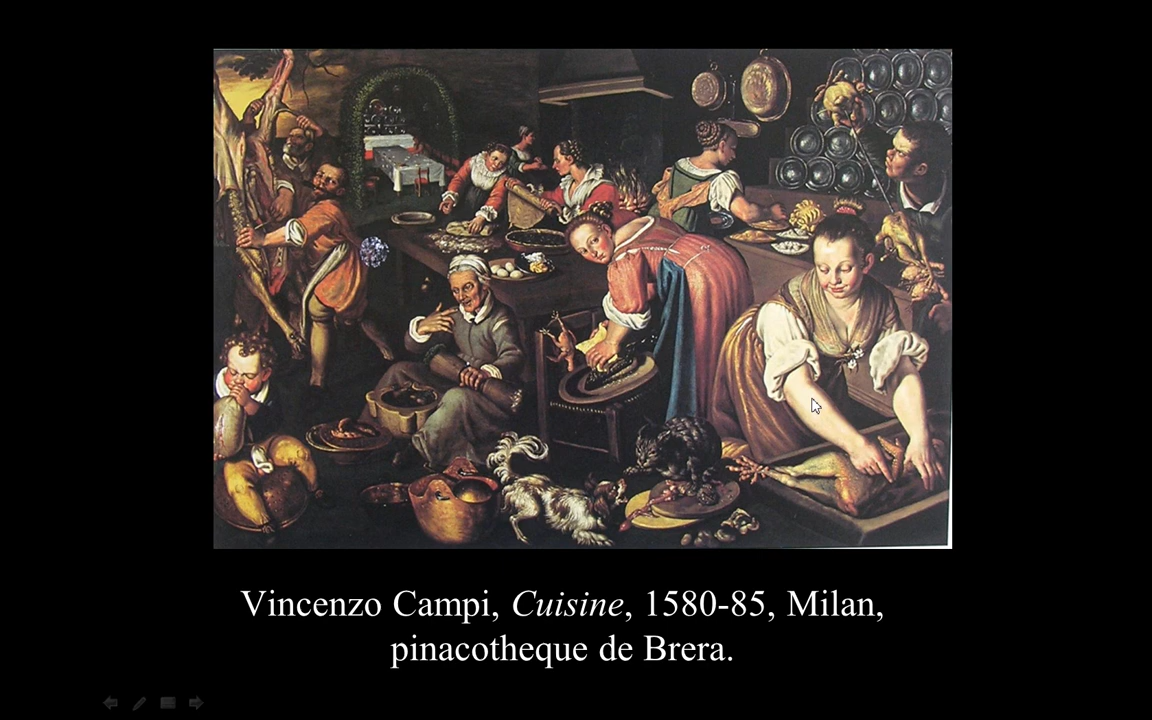 Vincenzo Campi, Cuisine, 1580-85, Milan,
pinacotheque de Brera.